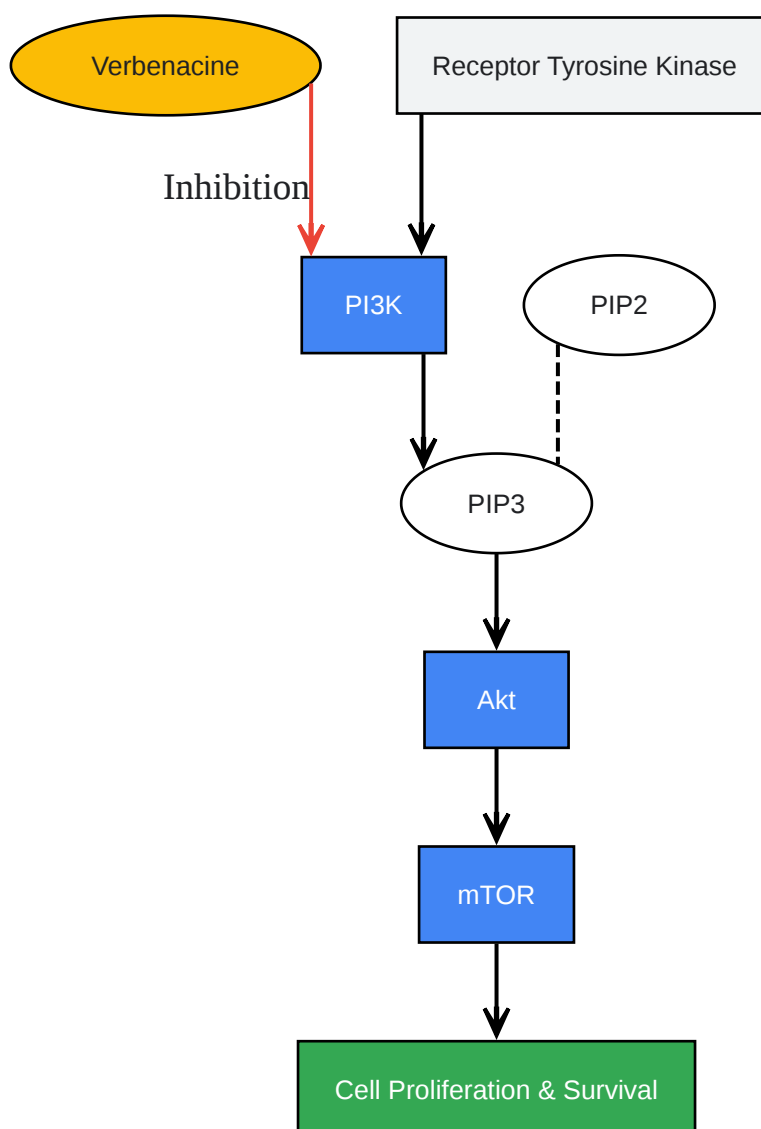 Verbenacine
Receptor Tyrosine Kinase
Inhibition
PI3K
PIP2
PIP3
Akt
mTOR
Cell Proliferation & Survival